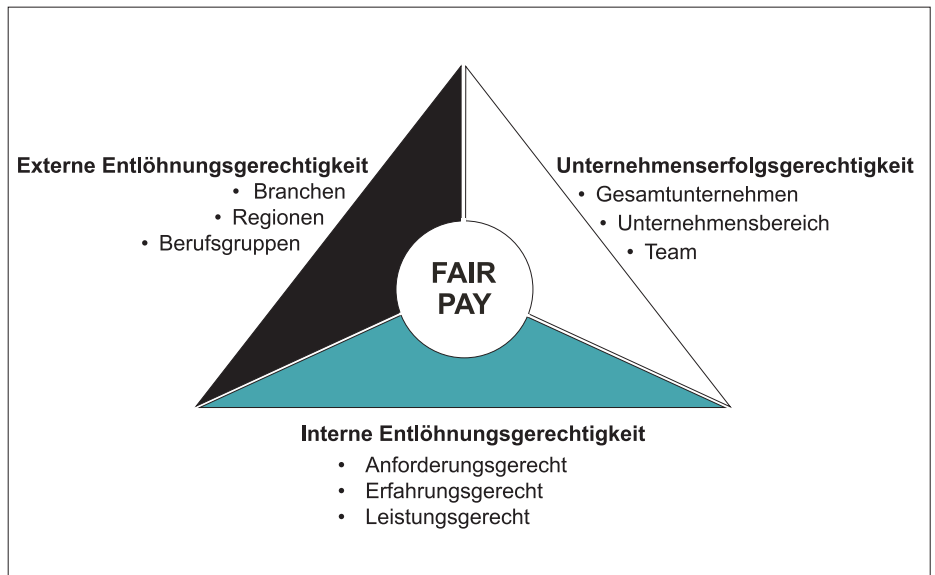 Externe Entlöhnungsgerechtigkeit
• Branchen
• Regionen
• Berufsgruppen
Unternehmenserfolgsgerechtigkeit
• Gesamtunternehmen
• Unternehmensbereich
• Team
FAIR
PAY
Interne Entlöhnungsgerechtigkeit
• Anforderungsgerecht
• Erfahrungsgerecht
• Leistungsgerecht